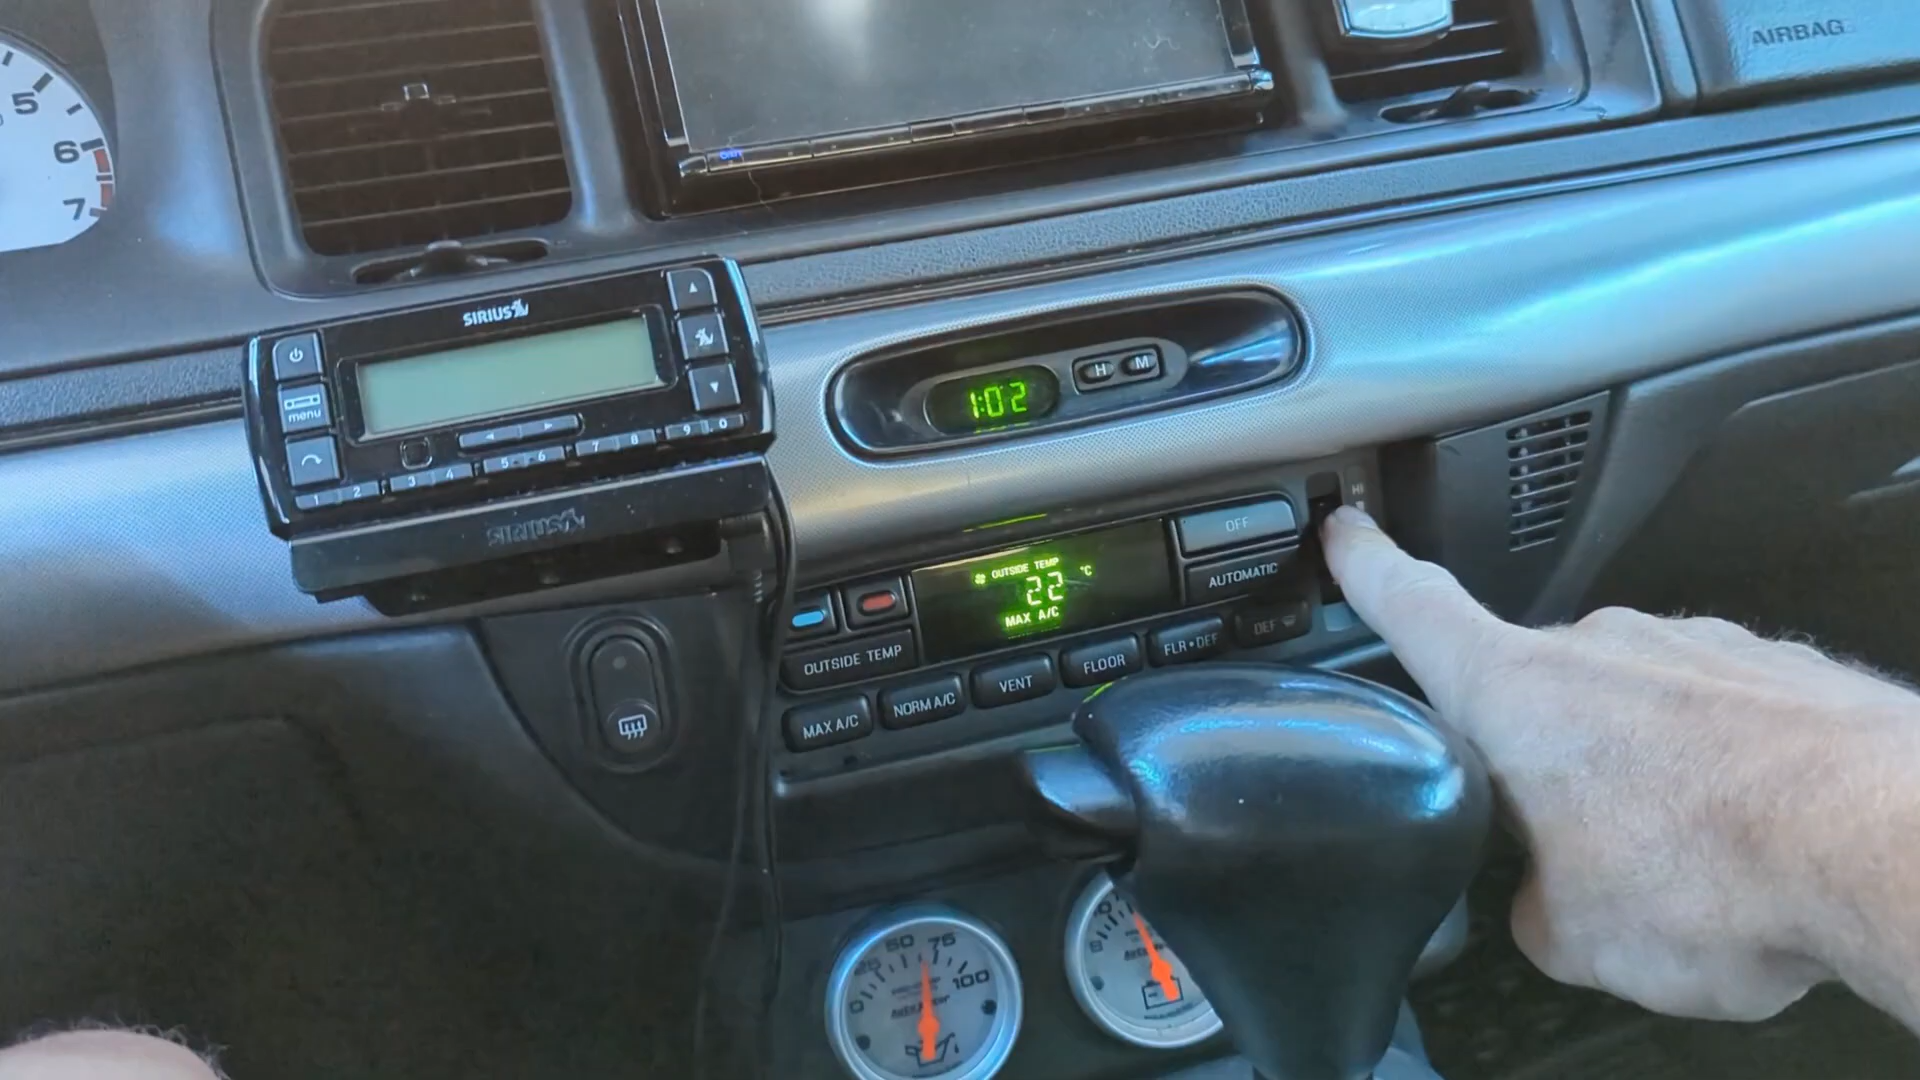 5
6
7
AIRBAG
SIRIUS
menu
1 2 3 4 5 6 7 8 9 0
SIRIUS
1:02
H M
HI
OFF
AUTOMATIC
OUTSIDE TEMP
22 °C
MAX A/C
OUTSIDE TEMP
MAX A/C NORM A/C VENT FLOOR FLR•DEF DEF
0 25 50 75 100
8